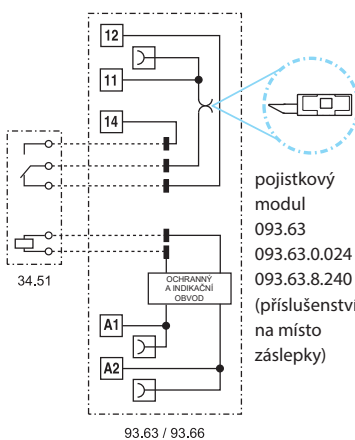 12
11
14
34.51
OCHRANNÝ
A INDIKAČNÍ
OBVOD
A1
A2
93.63 / 93.66
pojistkový
modul
093.63
093.63.0.024
093.63.8.240
(příslušenství
na místo
záslepky)